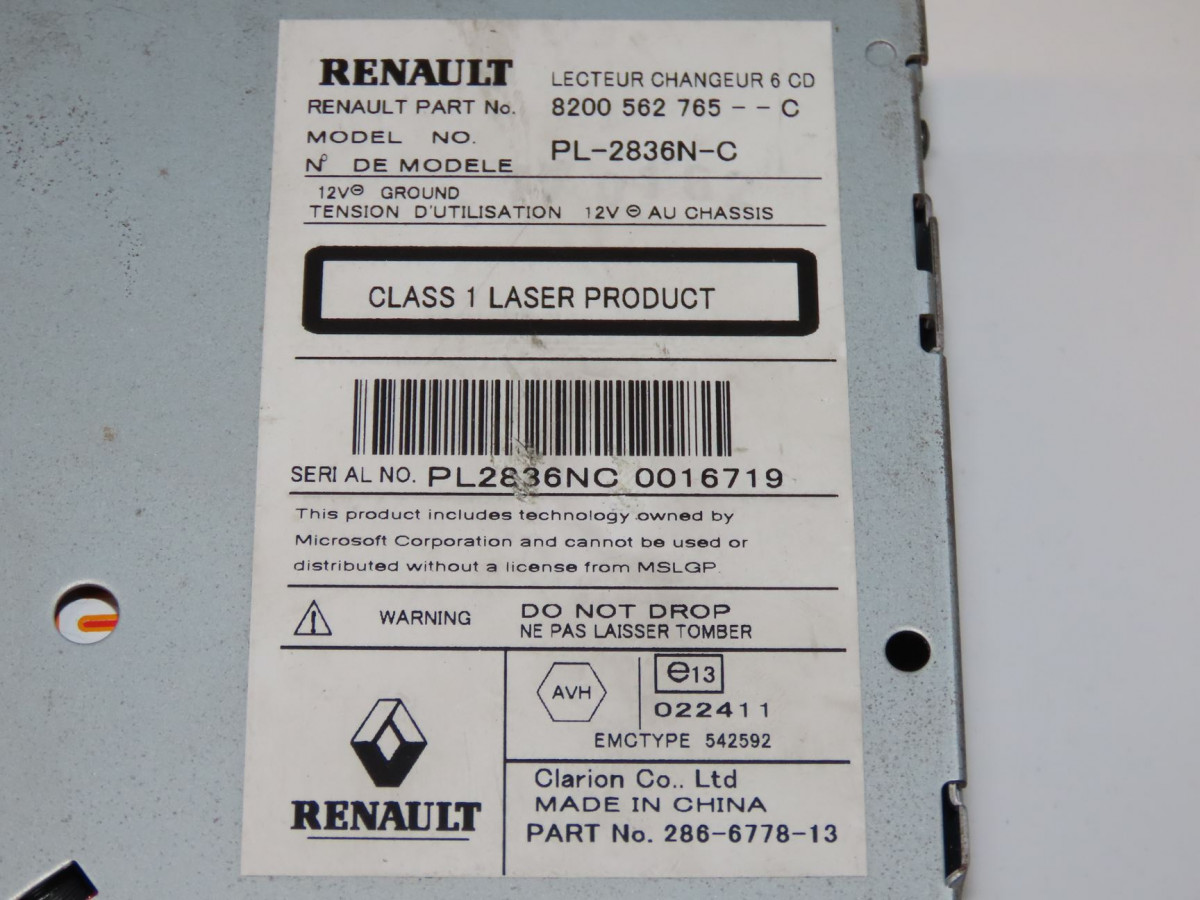 RENAULT
LECTEUR CHANGEUR 6 CD
RENAULT PART No. 8200 562 765 - - C
MODEL NO.
N° DE MODELE PL-2836N-C
12V⊖ GROUND
TENSION D'UTILISATION 12V ⊖ AU CHASSIS
CLASS 1 LASER PRODUCT
SERIAL NO. PL2836NC 0016719
This product includes technology owned by
Microsoft Corporation and cannot be used or
distributed without a license from MSLGP.
WARNING DO NOT DROP
NE PAS LAISSER TOMBER
AVH
e13
022411
EMCTYPE 542592
RENAULT
Clarion Co.. Ltd
MADE IN CHINA
PART No. 286-6778-13